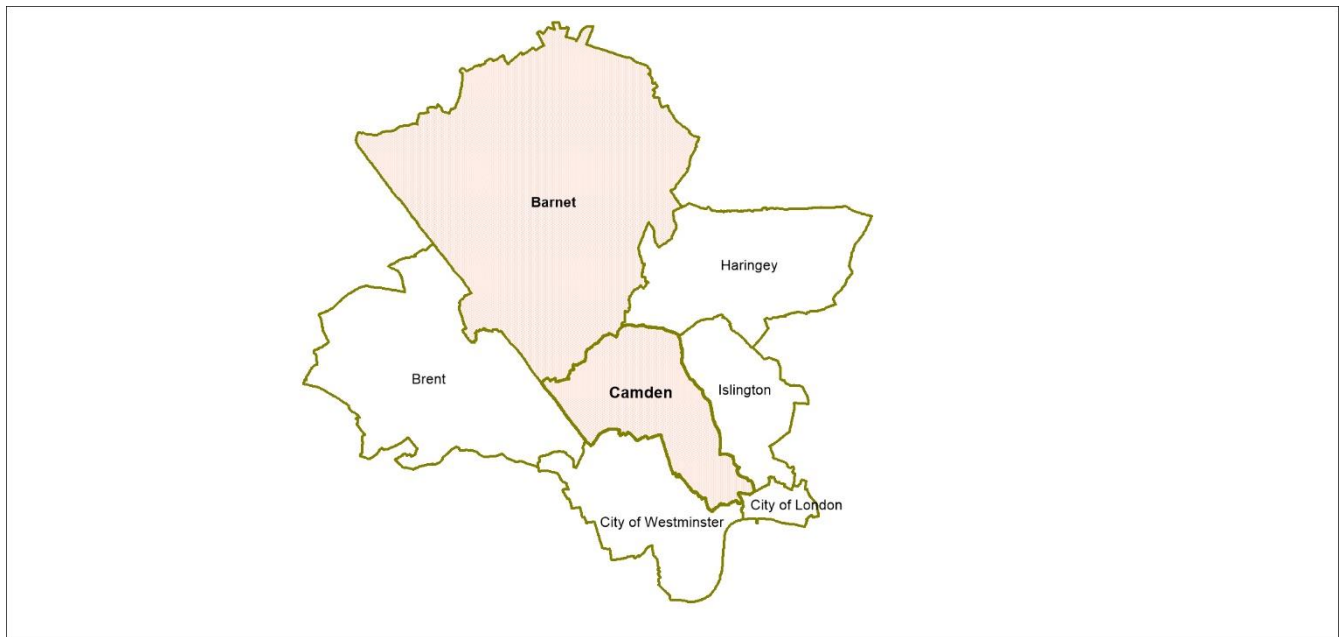 Barnet
Haringey
Brent
Camden
Islington
City of London
City of Westminster